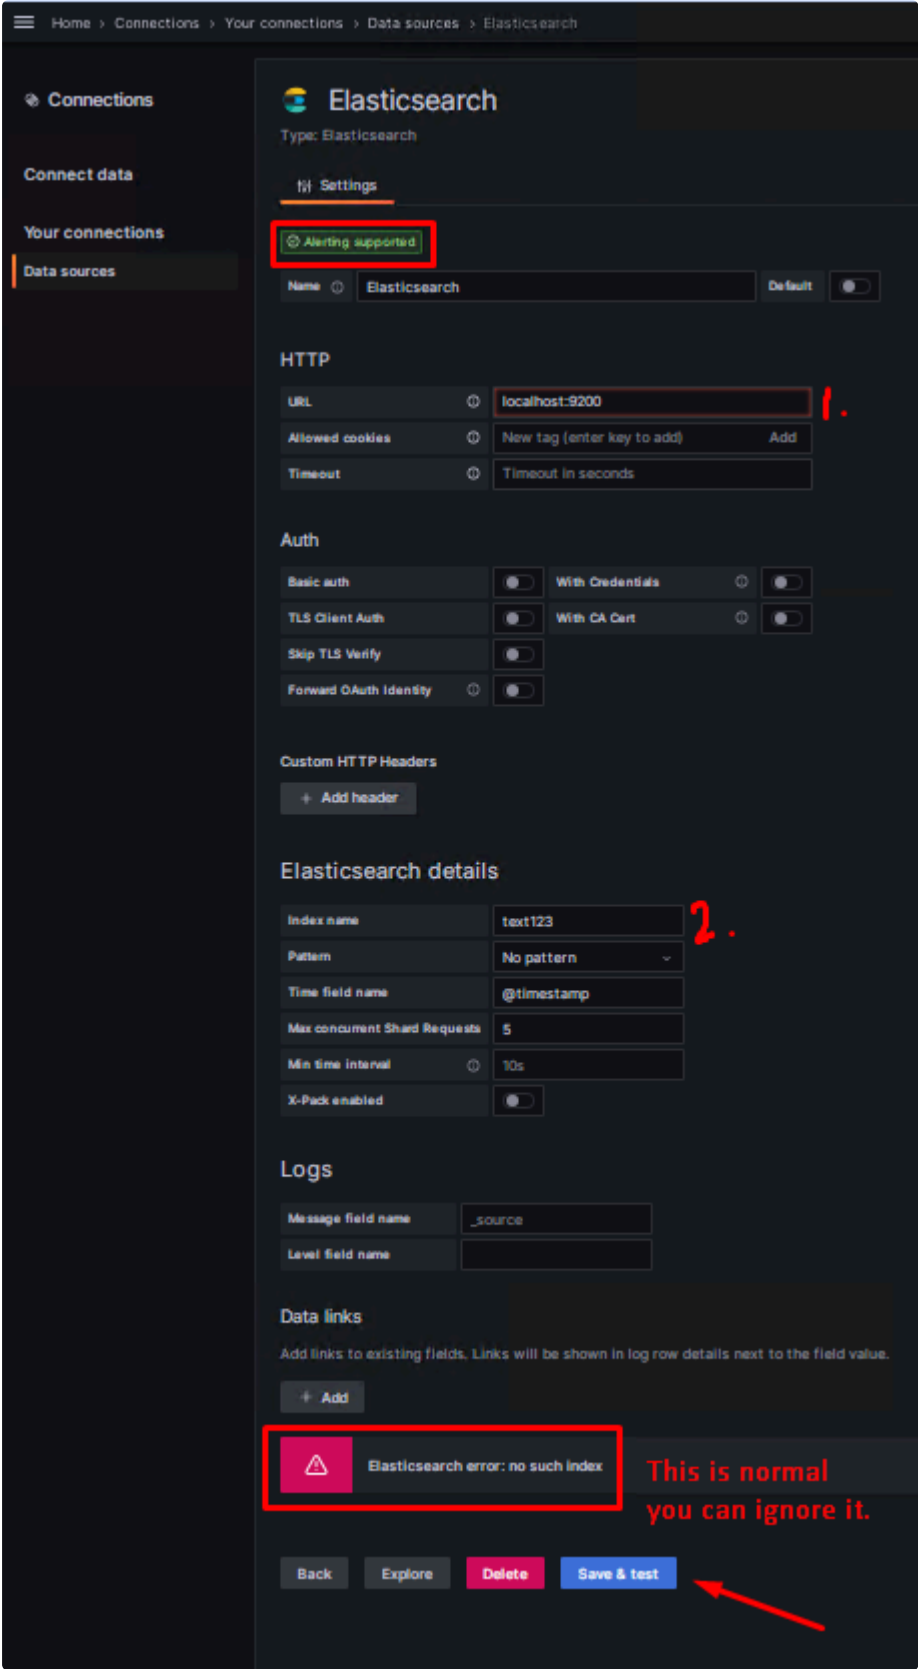 Home › Connections › Your connections › Data sources › Elasticsearch
Connections
Elasticsearch
Type: Elasticsearch
Connect data
Settings
Your connections
Alerting supported
Data sources
Name Elasticsearch Default
HTTP
URL localhost:9200 1.
Allowed cookies New tag (enter key to add) Add
Timeout Timeout in seconds
Auth
Basic auth With Credentials
TLS Client Auth With CA Cert
Skip TLS Verify
Forward OAuth Identity
Custom HTTP Headers
+ Add header
Elasticsearch details
Index name text123 2.
Pattern No pattern
Time field name @timestamp
Max concurrent Shard Requests 5
Min time interval 10s
X-Pack enabled
Logs
Message field name _source
Level field name
Data links
Add links to existing fields. Links will be shown in log row details next to the field value.
+ Add
Elasticsearch error: no such index
This is normal
you can ignore it.
Back Explore Delete Save & test